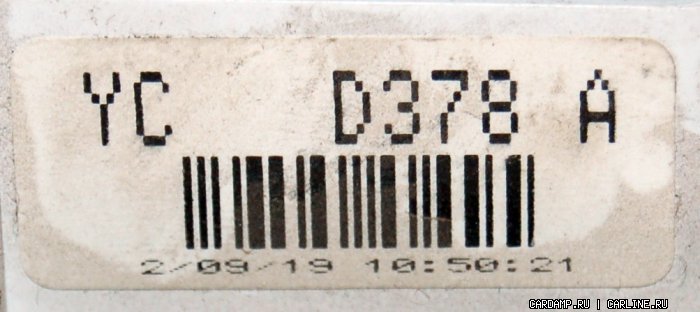 YC D378 A
2/09/19 10:50:21
CARDAMP.RU | CARLINE.RU